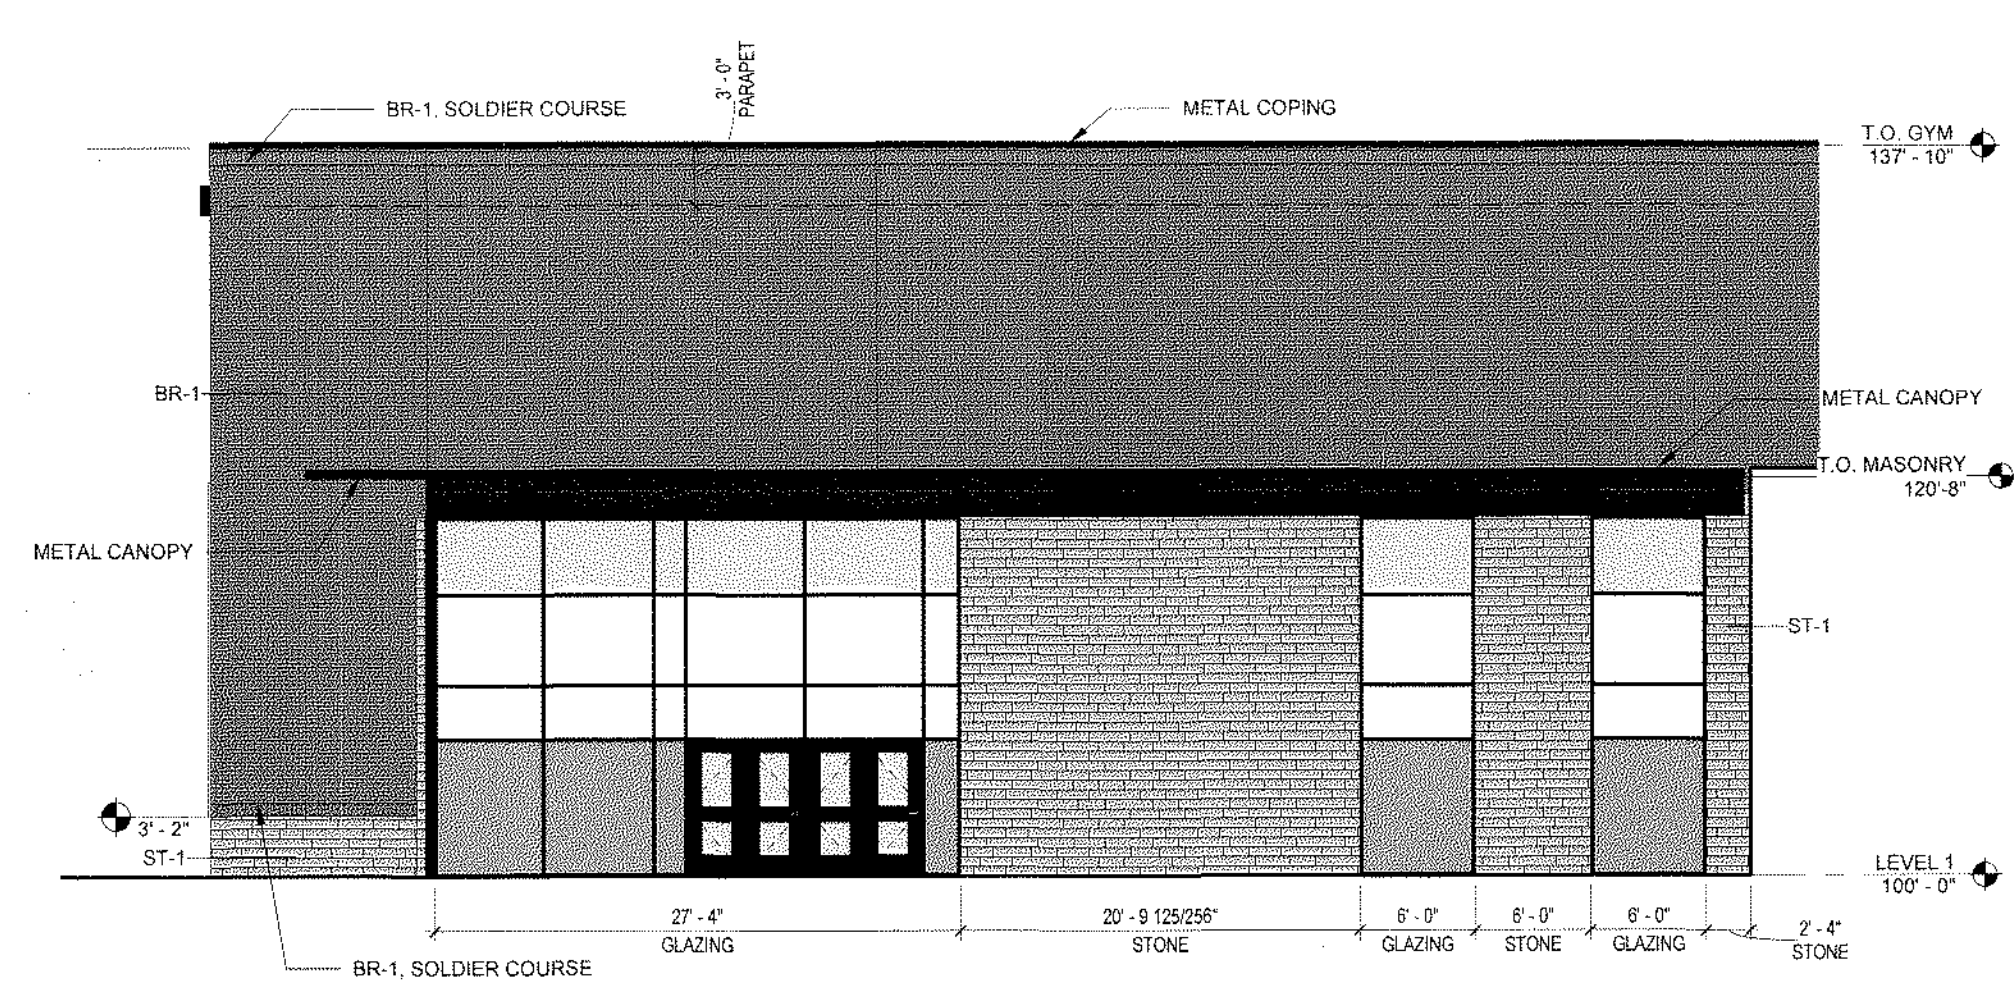 3' - 0"
PARAPET
BR-1, SOLDIER COURSE
METAL COPING
T.O. GYM
137' - 10"
BR-1
METAL CANOPY
T.O. MASONRY
120'-8"
METAL CANOPY
ST-1
3' - 2"
ST-1
LEVEL 1
100' - 0"
27' - 4"
GLAZING
20' - 9 125/256"
STONE
6' - 0"
GLAZING
6' - 0"
STONE
6' - 0"
GLAZING
2' - 4"
STONE
BR-1, SOLDIER COURSE